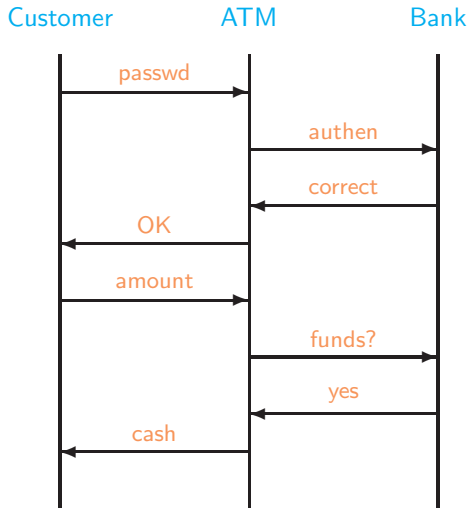 Customer ATM Bank
passwd
authen
correct
OK
amount
funds?
yes
cash